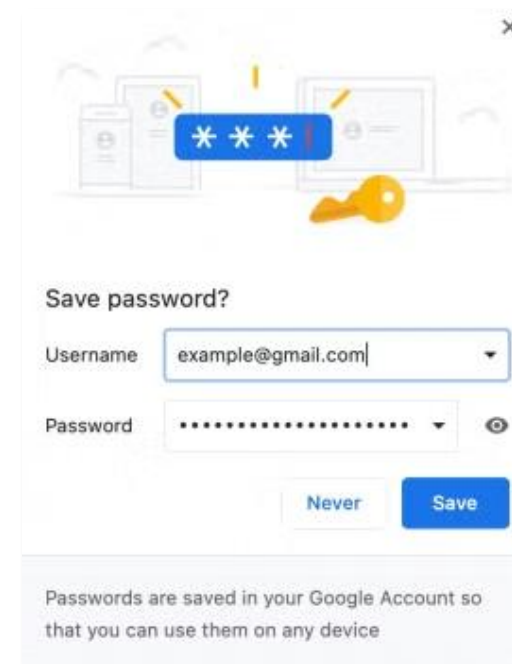 * * *
Save password?
Username example@gmail.com
Password ••••••••••••••••••••
Never Save
Passwords are saved in your Google Account so
that you can use them on any device